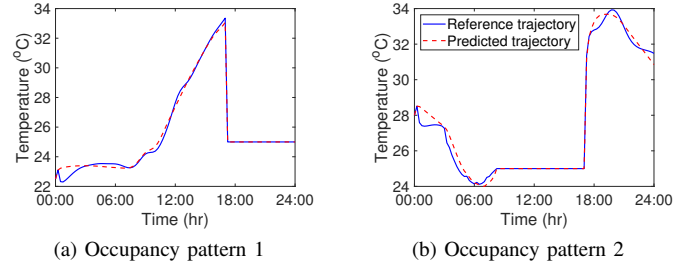 34
32
30
28
26
24
22
Temperature (°C)
00:00 06:00 12:00 18:00 24:00
Time (hr)
(a) Occupancy pattern 1
Reference trajectory
Predicted trajectory
34
32
30
28
26
24
Temperature (°C)
00:00 06:00 12:00 18:00 24:00
Time (hr)
(b) Occupancy pattern 2